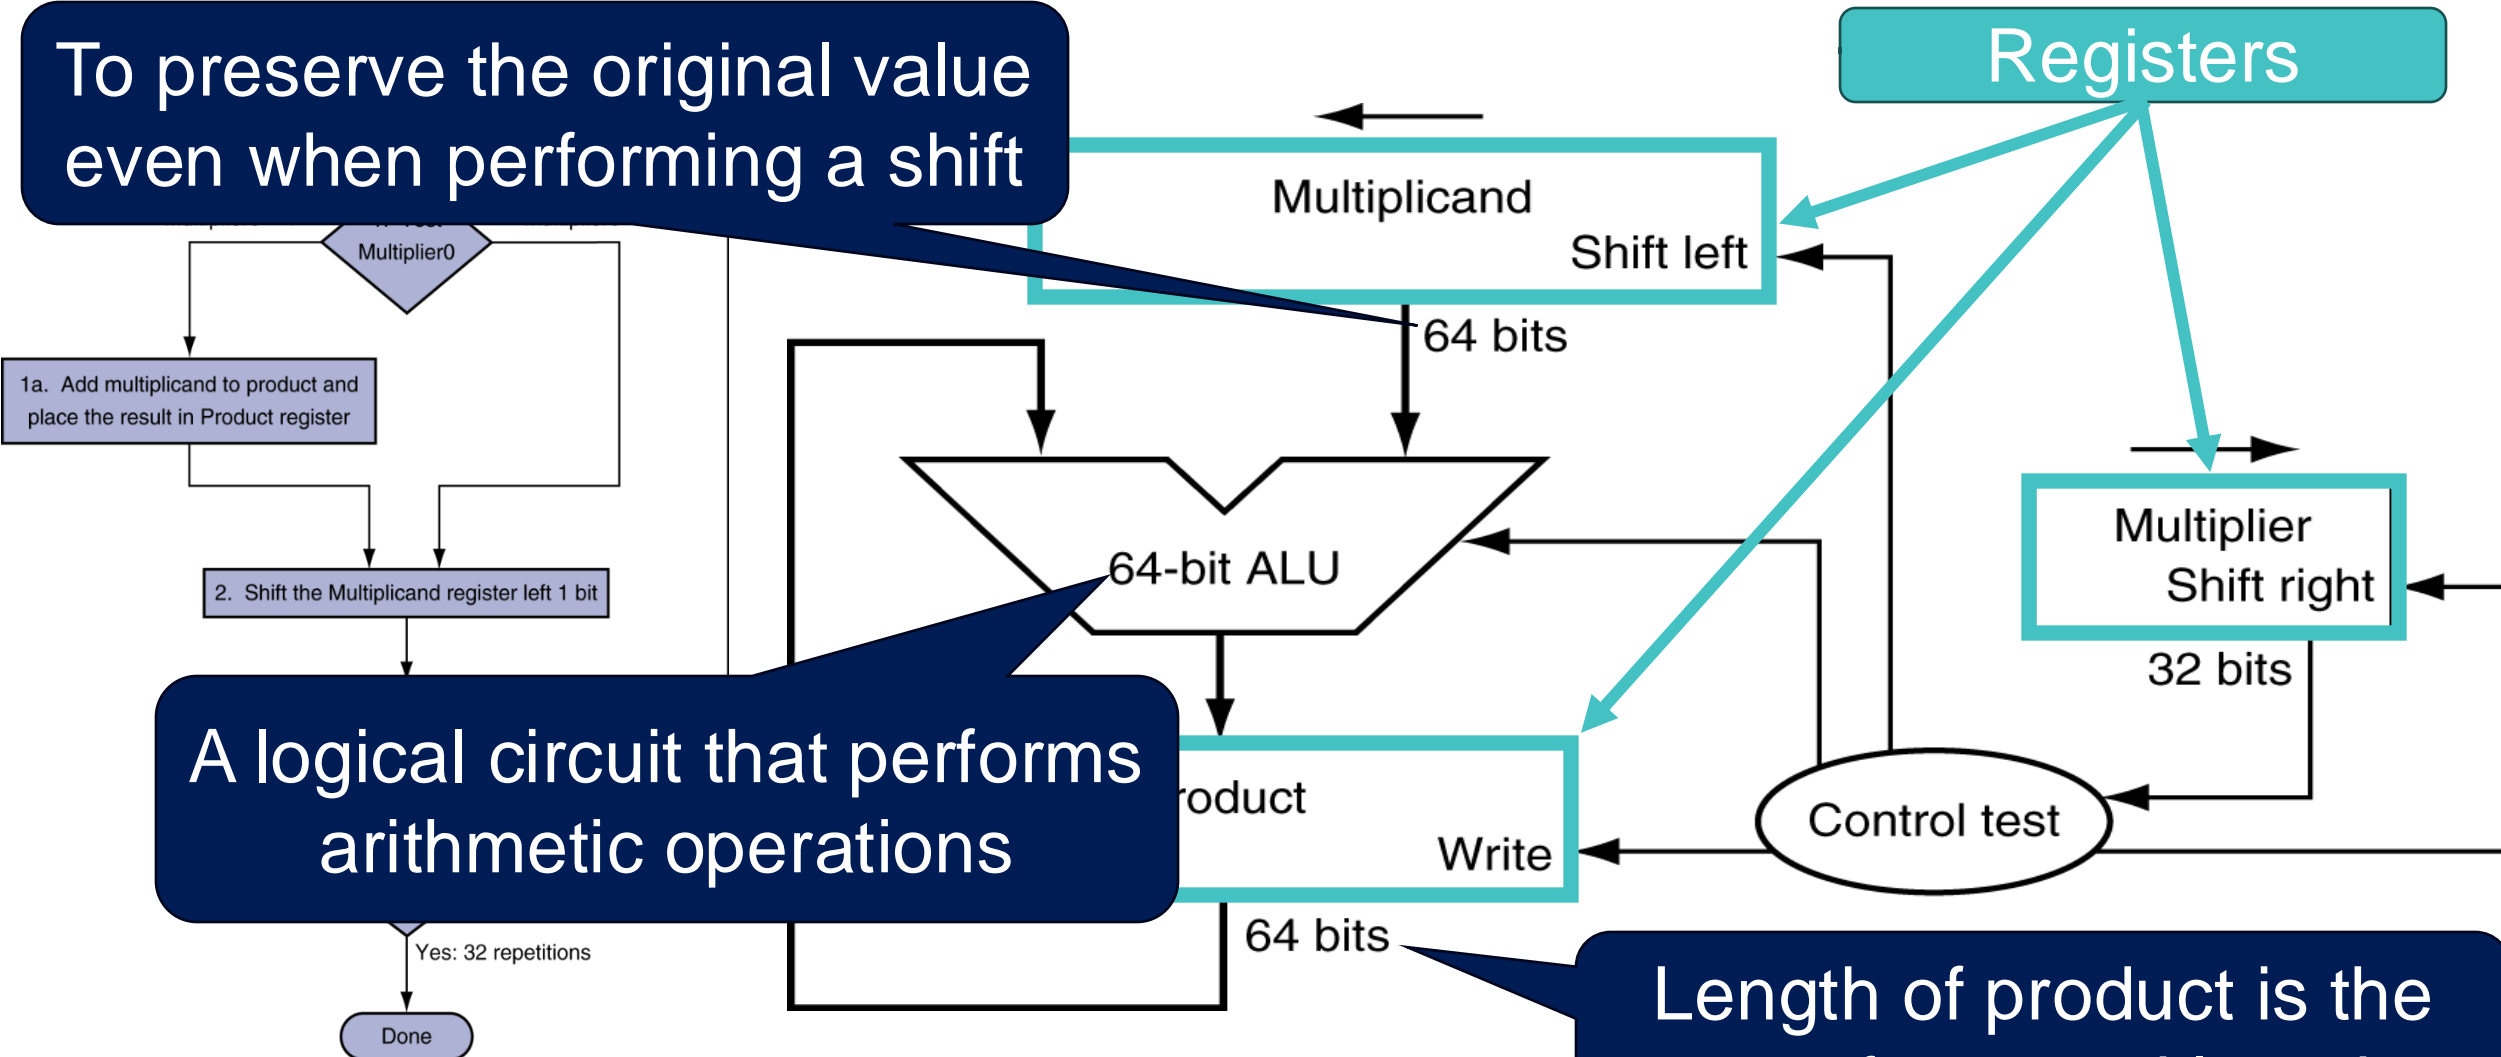 To preserve the original value
even when performing a shift
Registers
Multiplicand
Shift left
64 bits
Multiplier0
1a. Add multiplicand to product and
place the result in Product register
2. Shift the Multiplicand register left 1 bit
64-bit ALU
Multiplier
Shift right
32 bits
A logical circuit that performs
arithmetic operations
roduct
Write
Control test
64 bits
Yes: 32 repetitions
Done
Length of product is the